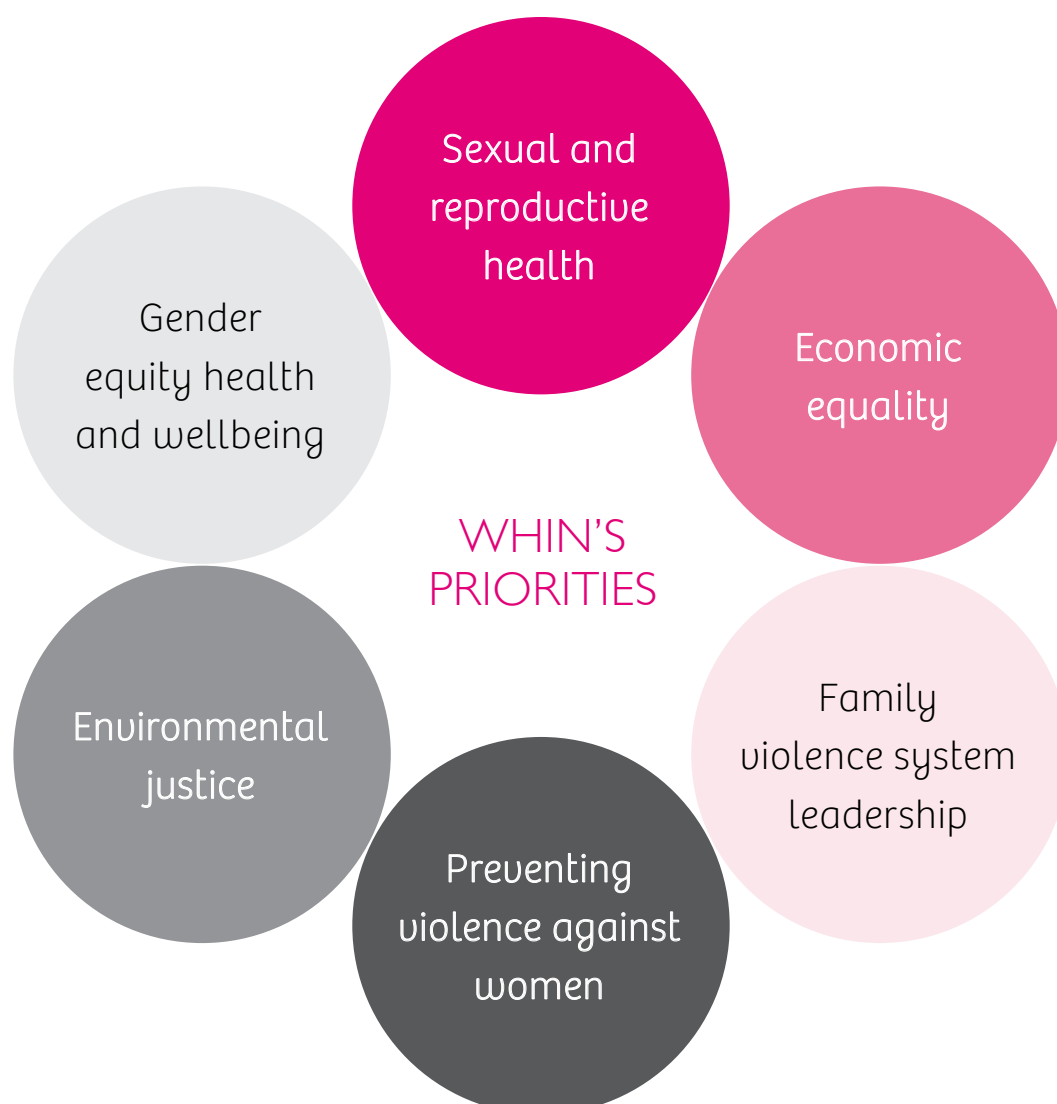 Sexual and
reproductive
health
Economic
equality
Family
violence system
leadership
Preventing
violence against
women
Environmental
justice
Gender
equity health
and wellbeing
WHIN'S
PRIORITIES